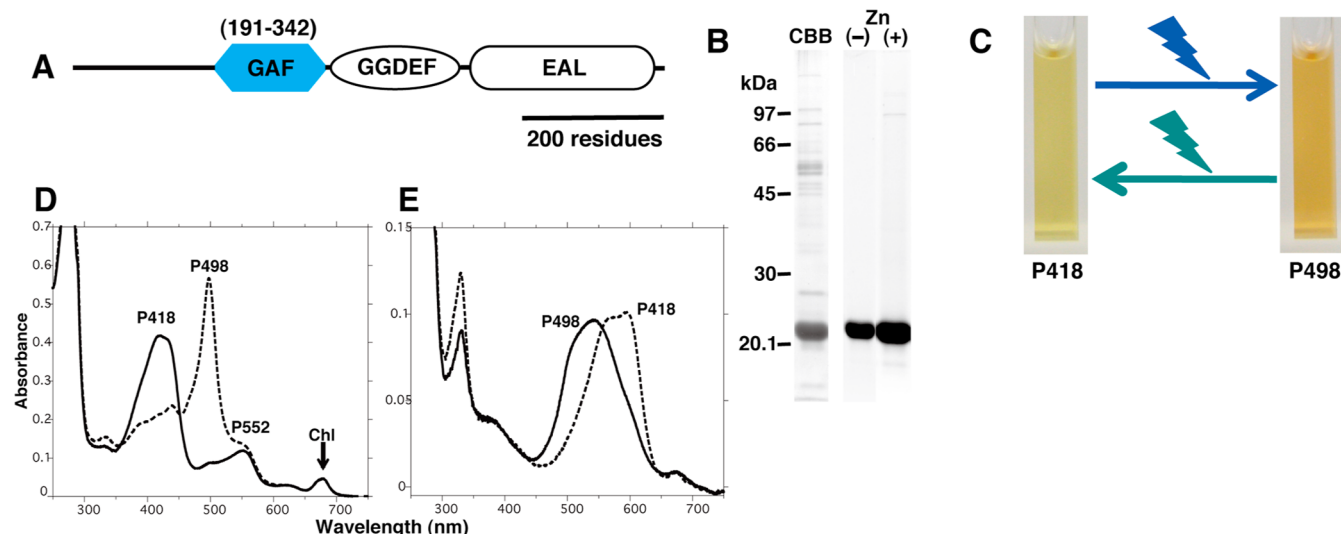 A
(191-342)
GAF
GGDEF
EAL
200 residues
B
CBB
Zn
(−) (+)
kDa
97
66
45
30
20.1
C
P418
P498
D
Absorbance
0.7
0.6
0.5
0.4
0.3
0.2
0.1
0
P418
P498
P552
Chl
300 400 500 600 700
E
0.15
0.1
0.05
0
P498
P418
300 400 500 600 700
Wavelength (nm)